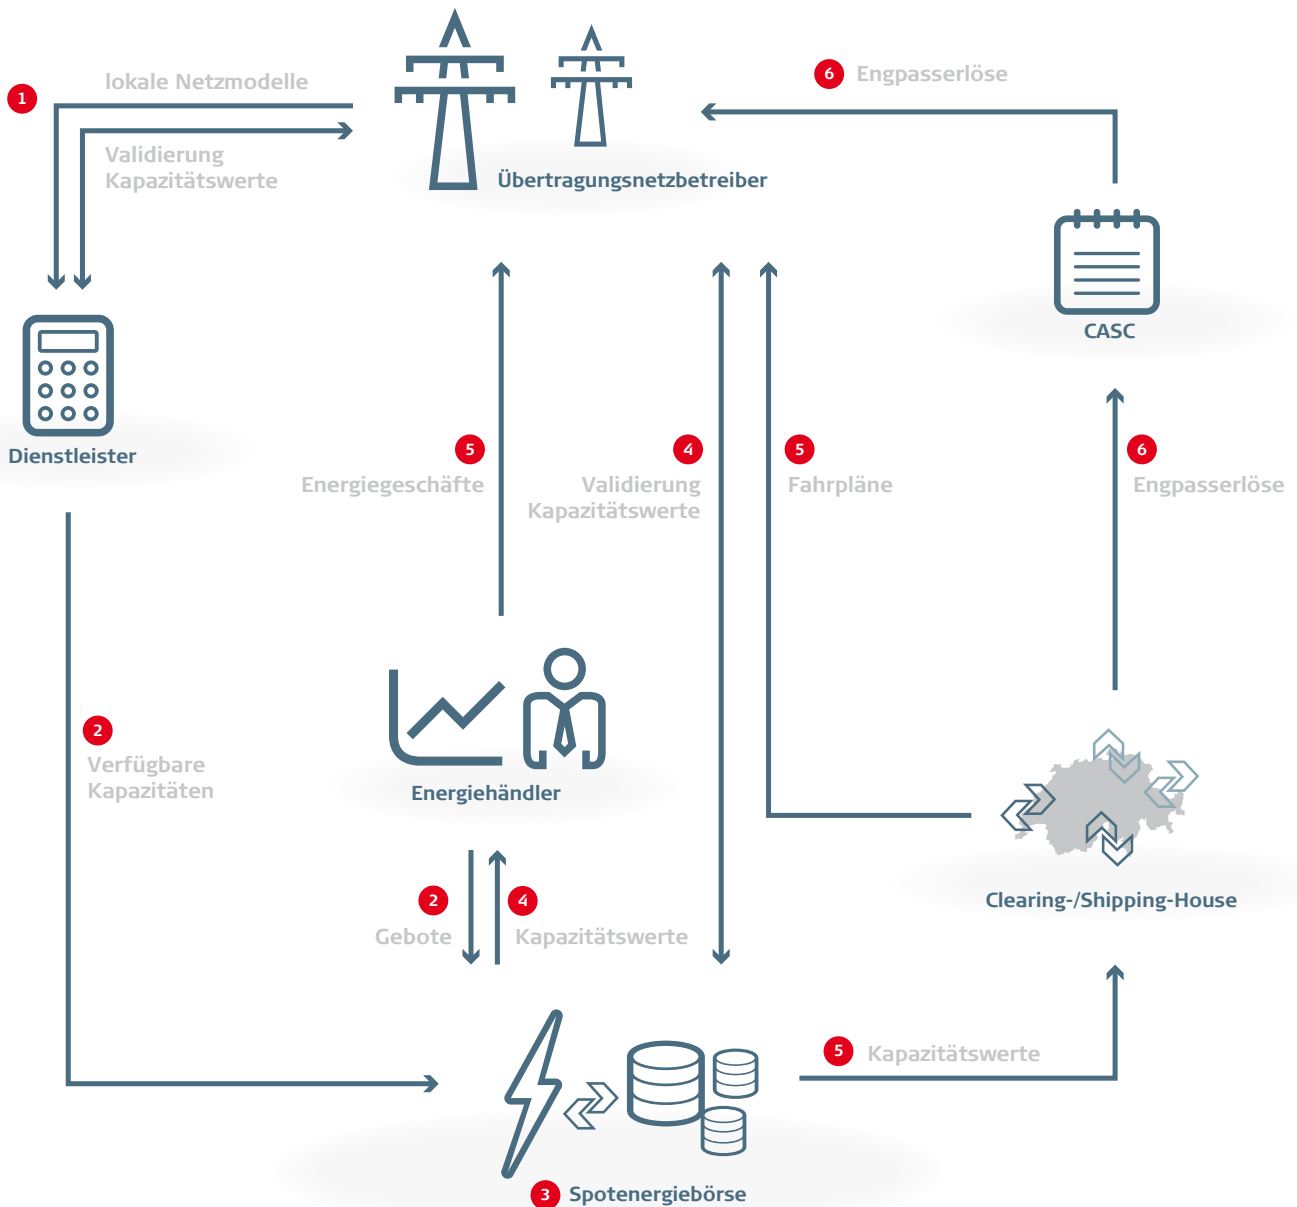 1
lokale Netzmodelle
Validierung
Kapazitätswerte
Übertragungsnetzbetreiber
6 Engpasserlöse
CASC
Dienstleister
5
Energiegeschäfte
4
Validierung
Kapazitätswerte
5
Fahrpläne
6
Engpasserlöse
2
Verfügbare
Kapazitäten
Energiehändler
2
Gebote
4
Kapazitätswerte
Clearing-/Shipping-House
5 Kapazitätswerte
3 Spotenergiebörse